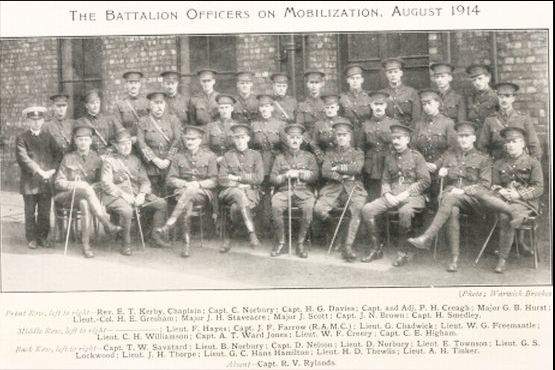 THE BATTALION OFFICERS ON MOBILIZATION, AUGUST 1914
(Photo; Warwick Brookes
Front Row, left to right—Rev. E. T. Kerby, Chaplain; Capt. C. Norbury; Capt. H. G. Davies; Capt. and Adj. P. H. Creagh; Major G. B. Hurst;
Lieut.-Col. H. E. Gresham; Major J. H. Staveacre; Major J. Scott; Capt. J. N. Brown; Capt. H. Smedley.
Middle Row, left to right— ; Lieut. F. Hayes; Capt. J. F. Farrow (R.A.M.C.); Lieut. G. Chadwick; Lieut. W. G. Freemantle;
Lieut. C. H. Williamson; Capt. A. T. Ward Jones; Lieut. W. F. Creery; Capt. C. E. Higham.
Back Row, left to right—Capt. T. W. Savatard; Lieut. B. Norbury; Capt. D. Nelson; Lieut. D. Norbury; Lieut. E. Townson; Lieut. G. S.
Lockwood; Lieut. J. H. Thorpe; Lieut. G. C. Hans Hamilton; Lieut. H. D. Thewlis; Lieut. A. H. Tinker.
Absent—Capt. R. V. Rylands.